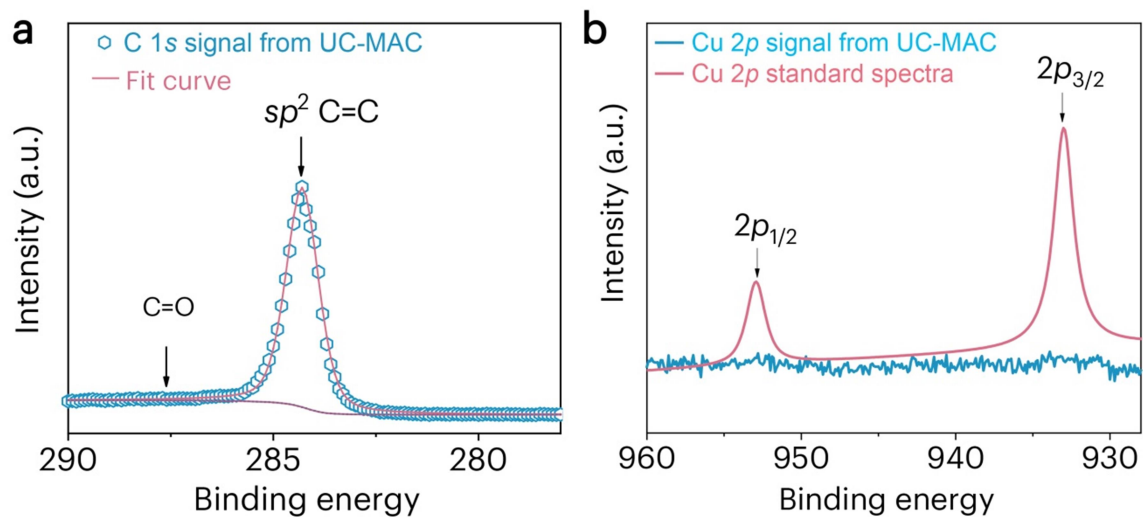 a
C 1s signal from UC-MAC
Fit curve
sp² C=C
C=O
Intensity (a.u.)
290
285
280
Binding energy
b
Cu 2p signal from UC-MAC
Cu 2p standard spectra
2p₃/₂
2p₁/₂
Intensity (a.u.)
960
950
940
930
Binding energy